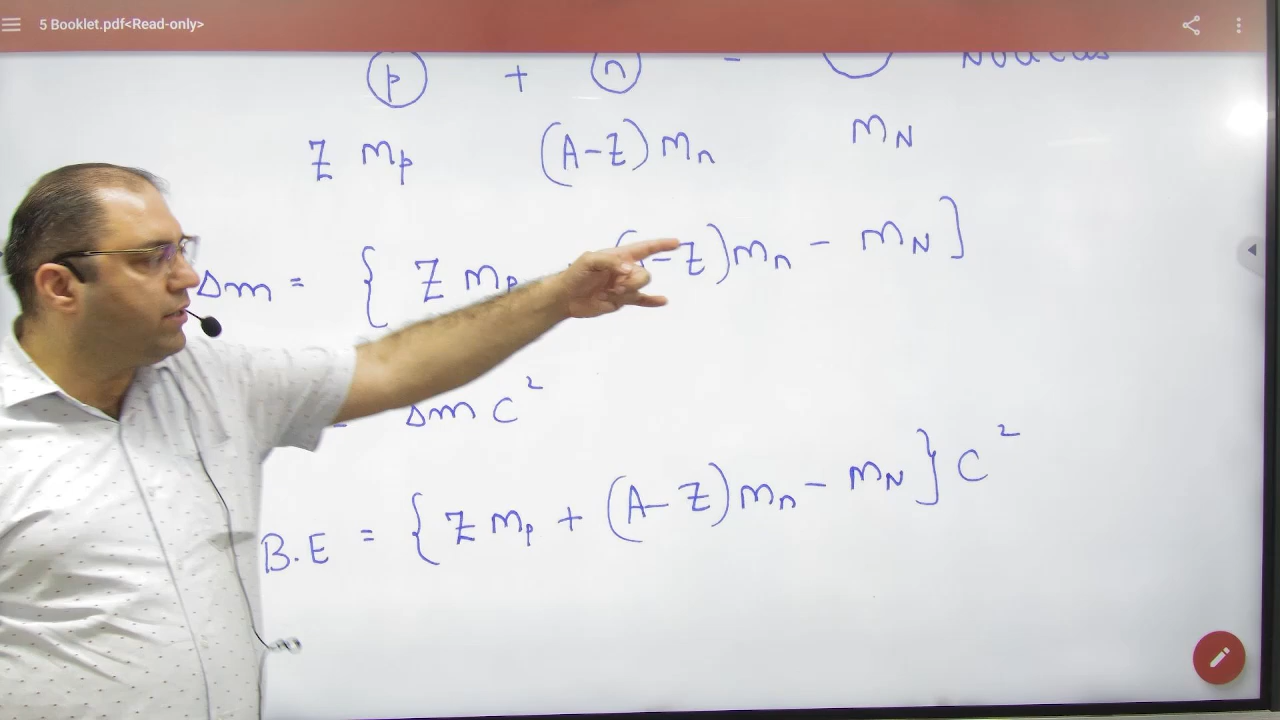 5 Booklet.pdf<Read-only>
p + n -
Z mp (A-Z) mn mN
Δm = { Z mp -Z) mn - mN ]
Δm c²
B.E = { Z mp + (A-Z) mn - mN } c²